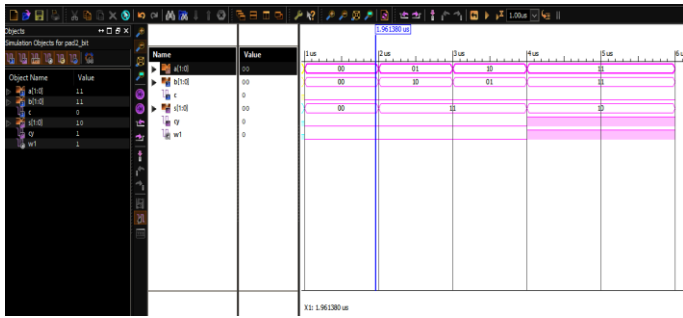 1.00us
Objects
Simulation Objects for pad2_bit
Object Name Value
a[1:0] 11
b[1:0] 11
c 0
s[1:0] 10
cy 1
w1 1
Name Value
a[1:0] 00
b[1:0] 00
c 0
s[1:0] 00
cy 0
w1 0
1.961380 us
1 us 2 us 3 us 4 us 5 us
00 01 10 11
00 10 01 11
00 11 10
X1: 1.961380 us